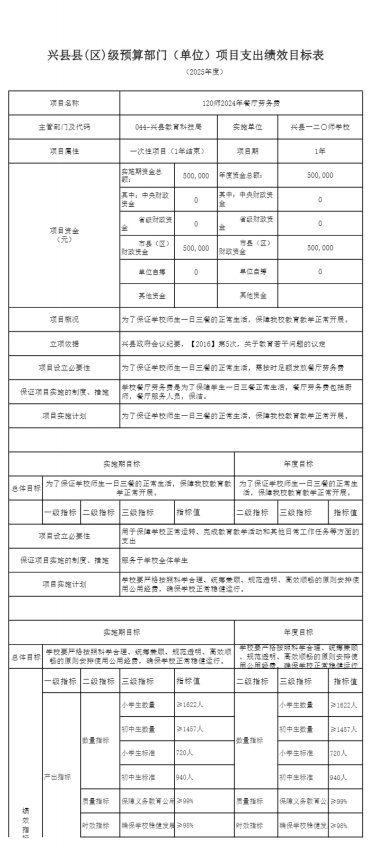 兴县县(区)级预算部门（单位）项目支出绩效目标表
（2025年度）
项目名称 120师2024年餐厅劳务费
主管部门及代码 044-兴县教育科技局 实施单位 兴县一二〇师学校
项目属性 一次性项目（1年结束） 项目期 1年
项目资金
（元）
实施期资金总额： 500,000 年度资金总额： 500,000
其中：中央财政资金 0 其中：中央财政资金 0
省级财政资金 0 省级财政资金 0
市县（区）财政资金 500,000 市县（区）财政资金 500,000
单位自筹 0 单位自筹 0
其他资金 其他资金
项目概况 为了保证学校师生一日三餐的正常生活，保障我校教育教学正常开展。
立项依据 兴县政府会议纪要，【2016】第5次，关于教育若干问题的议定
项目设立必要性 为了保证学校师生一日三餐的正常生活，需按时足额发放餐厅劳务费
保证项目实施的制度、措施 学校餐厅劳务费是为了保障学生一日三餐正常生活，餐厅劳务费包括厨师，餐厅服务人员，保洁。
项目实施计划 为了保证学校师生一日三餐的正常生活，保障我校教育教学正常开展。
实施期目标 年度目标
总体目标 为了保证学校师生一日三餐的正常生活，保障我校教育教学正常开展。 为了保证学校师生一日三餐的正常生活，保障我校教育教学正常开展。
一级指标 二级指标 三级指标 指标值 二级指标 三级指标 指标值
项目设立必要性 用于保障学校正常运转、完成教育教学活动和其他日常工作任务等方面的支出
保证项目实施的制度、措施 服务于学校全体学生
项目实施计划 学校要严格按照科学合理、统筹兼顾、规范透明、高效顺畅的原则安排使用公用经费，确保学校正常稳健运行。
实施期目标 年度目标
总体目标 学校要严格按照科学合理、统筹兼顾、规范透明、高效顺畅的原则安排使用公用经费，确保学校正常稳健运行。 学校要严格按照科学合理、统筹兼顾、规范透明、高效顺畅的原则安排使用公用经费，确保学校正常稳健运行
一级指标 二级指标 三级指标 指标值 二级指标 三级指标 指标值
绩效指标
产出指标
数量指标 小学生数量 ≥1622人 数量指标 小学生数量 ≥1622人
初中生数量 ≥1457人 初中生数量 ≥1457人
小学生标准 720人 小学生标准 720人
初中生标准 940人 初中生标准 940人
质量指标 保障义务教育公用 ≥99% 质量指标 保障义务教育公 ≥99%
时效指标 确保学校稳健发展 ≥98% 时效指标 确保学校稳健发 ≥98%